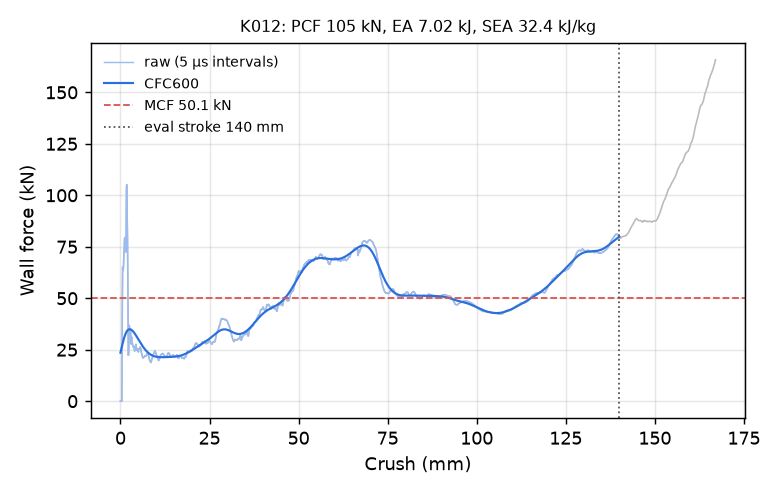 K012: PCF 105 kN, EA 7.02 kJ, SEA 32.4 kJ/kg
raw (5 µs intervals)
CFC600
MCF 50.1 kN
eval stroke 140 mm
Wall force (kN)
150
125
100
75
50
25
0
0 25 50 75 100 125 150 175
Crush (mm)